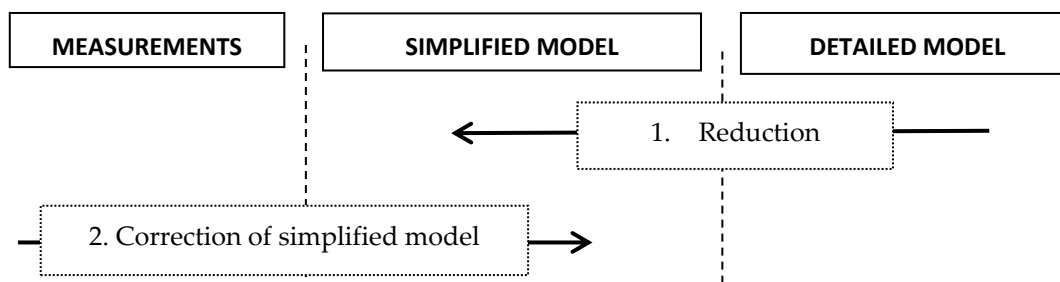 MEASUREMENTS
SIMPLIFIED MODEL
DETAILED MODEL
1. Reduction
2. Correction of simplified model